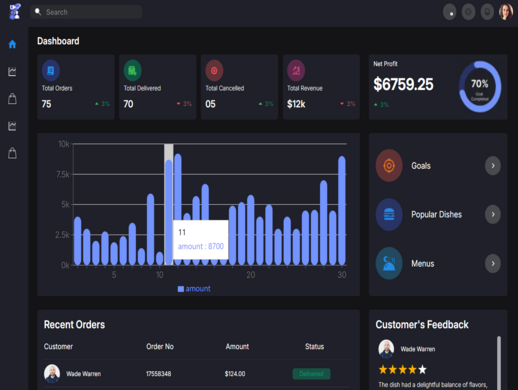 Search
Dashboard
Total Orders
75
3%
Total Delivered
70
3%
Total Cancelled
05
3%
Total Revenue
$12k
3%
Net Profit
$6759.25
3%
70%
Goal
Completed
10k
7.5k
5k
2.5k
0k
5
10
20
30
11
amount : 8700
amount
Goals
Popular Dishes
Menus
Recent Orders
Customer
Order No
Amount
Status
Wade Warren
17558348
$124.00
Delivered
Customer's Feedback
Wade Warren
The dish had a delightful balance of flavors,